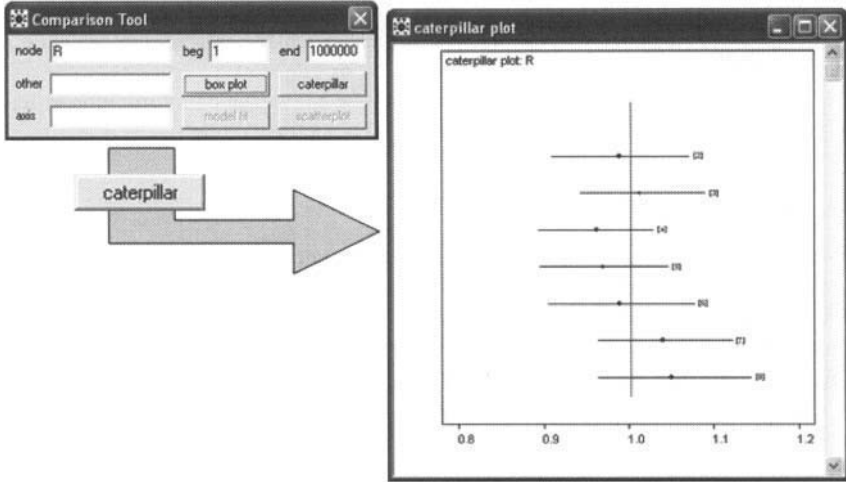 Comparison Tool
node R beg 1 end 1000000
other box plot caterpillar
axis model fit scatterplot
caterpillar
caterpillar plot
caterpillar plot: R
[2]
[3]
[4]
[5]
[6]
[7]
[8]
0.8 0.9 1.0 1.1 1.2